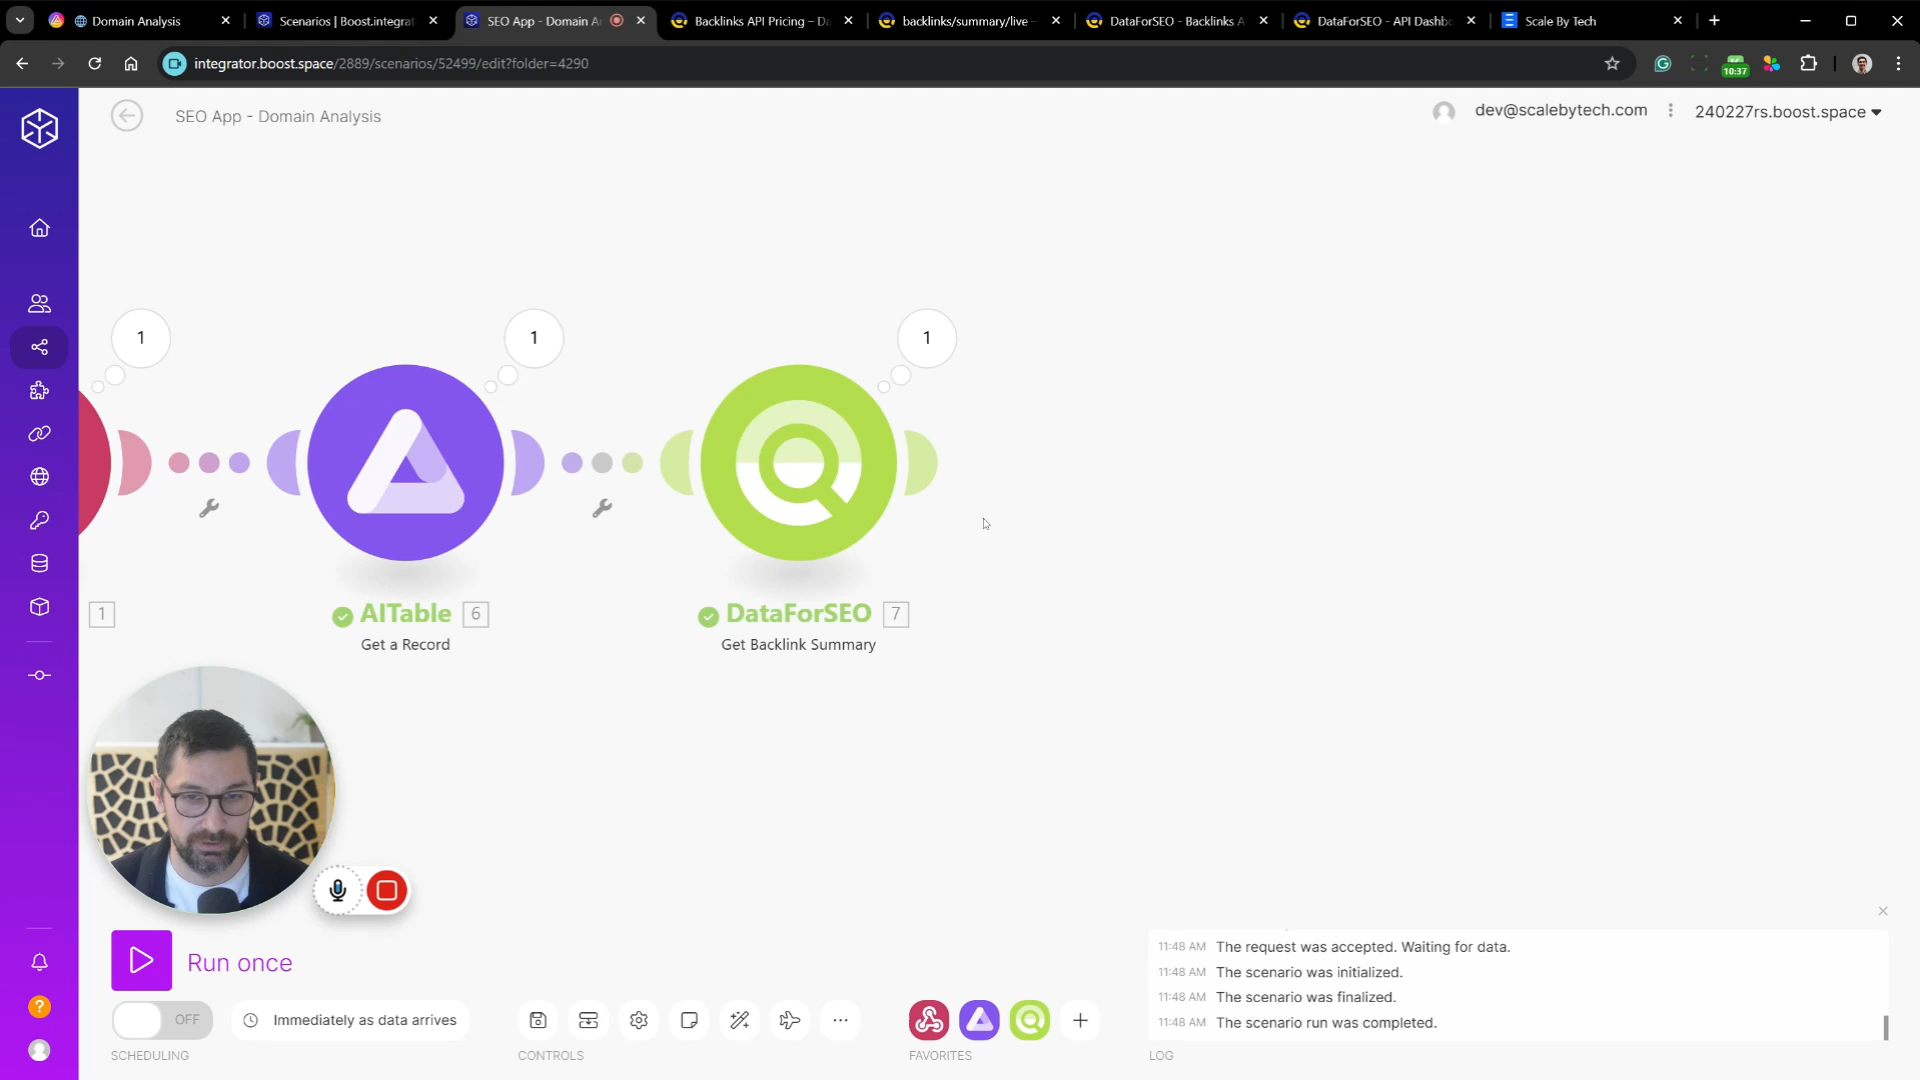 Domain Analysis
Scenarios | Boost.integrat
SEO App - Domain A
Backlinks API Pricing – Da
backlinks/summary/live –
DataForSEO - Backlinks A
DataForSEO - API Dashbo
Scale By Tech
integrator.boost.space/2889/scenarios/52499/edit?folder=4290
10:37
SEO App - Domain Analysis
dev@scalebytech.com
240227rs.boost.space
1
1
1
1
AITable 6
Get a Record
DataForSEO 7
Get Backlink Summary
Run once
OFF
Immediately as data arrives
SCHEDULING
CONTROLS
FAVORITES
11:48 AM The request was accepted. Waiting for data.
11:48 AM The scenario was initialized.
11:48 AM The scenario was finalized.
11:48 AM The scenario run was completed.
LOG